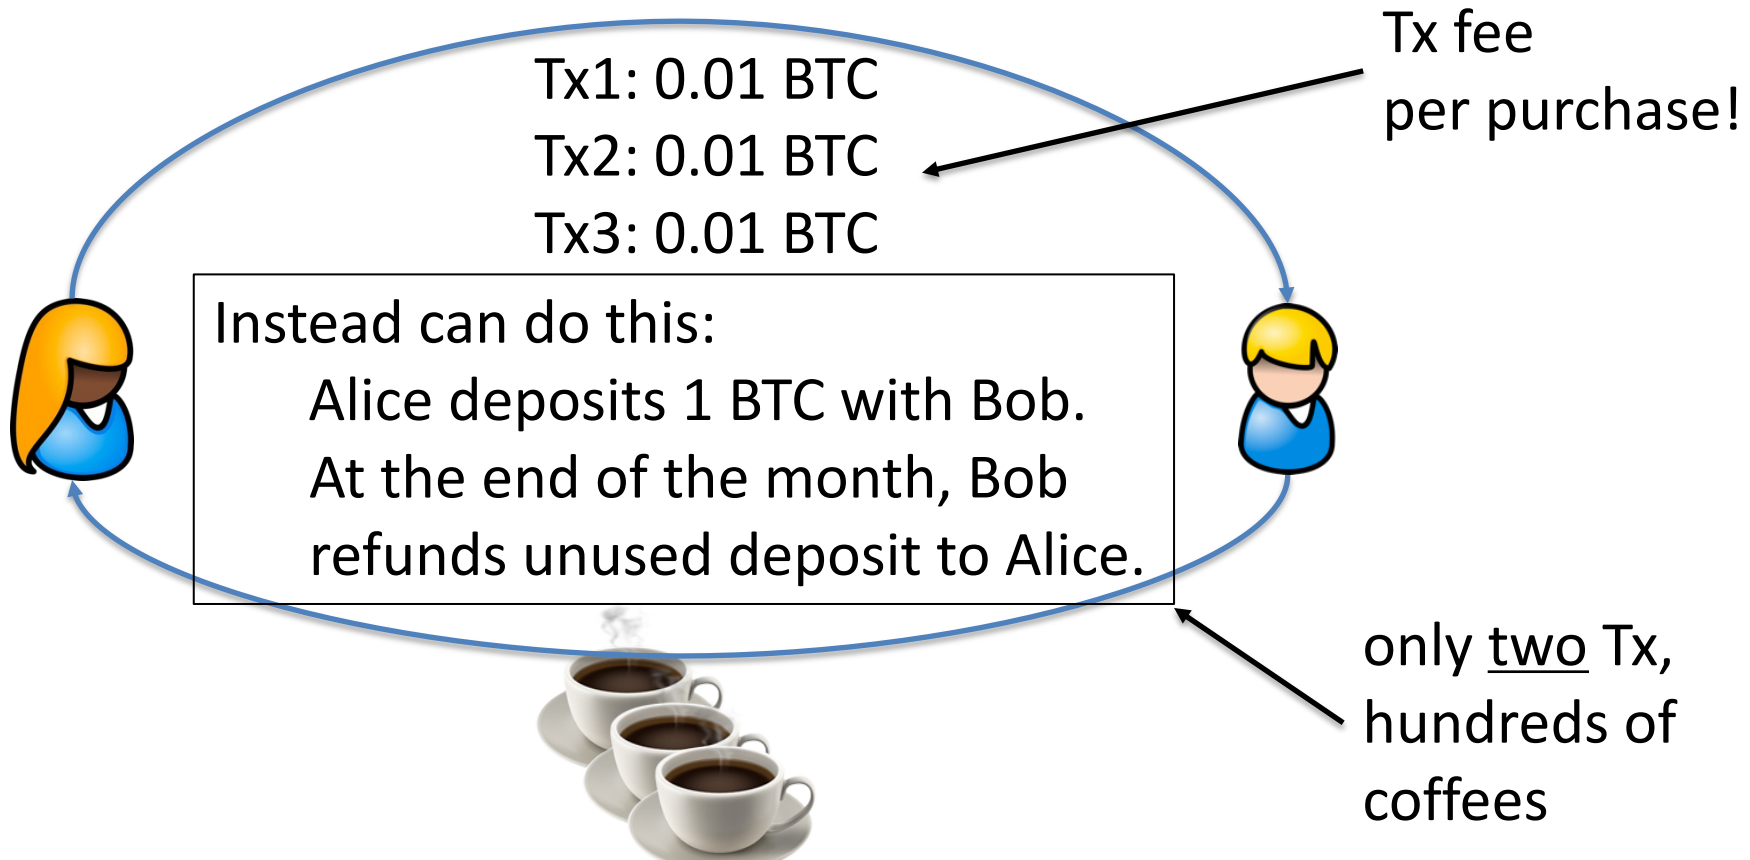 Tx fee
per purchase!
Tx1: 0.01 BTC
Tx2: 0.01 BTC
Tx3: 0.01 BTC
Instead can do this:
Alice deposits 1 BTC with Bob.
At the end of the month, Bob
refunds unused deposit to Alice.
only two Tx,
hundreds of
coffees